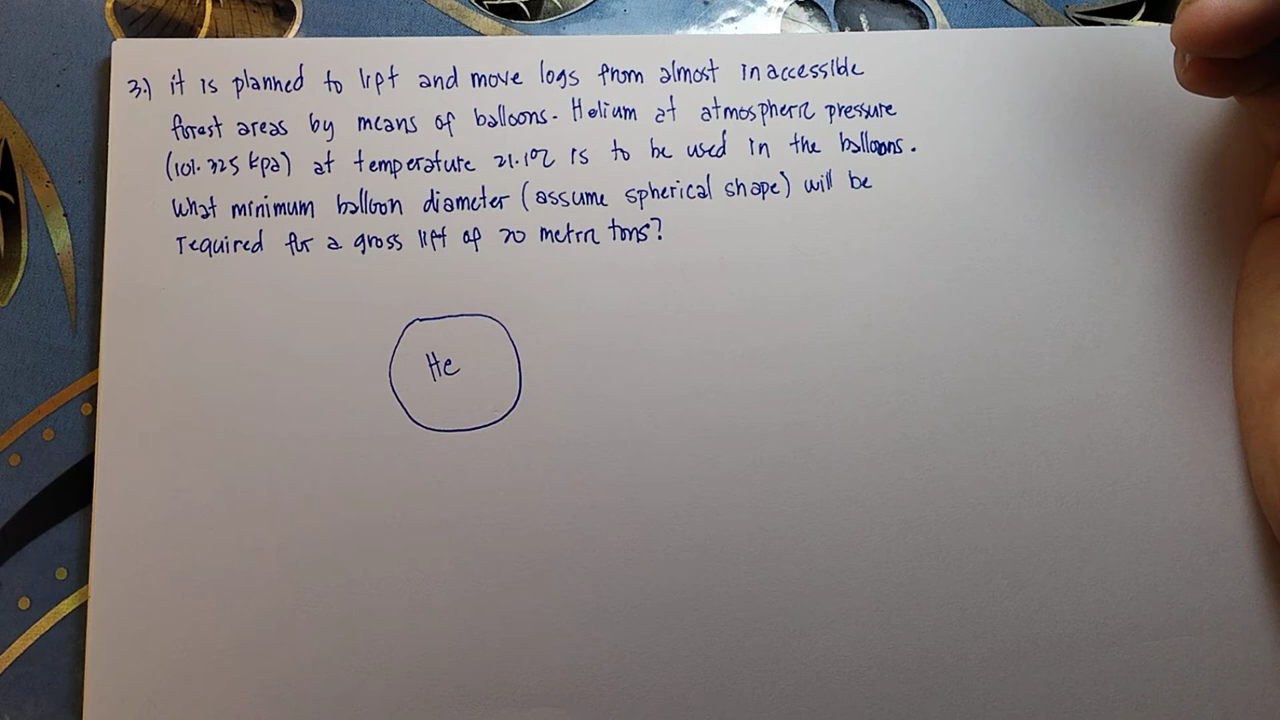 3.) it is planned to lift and move logs from almost inaccessible
forest areas by means of balloons. Helium at atmospheric pressure
(101.325 kpa) at temperature 21.1°C is to be used in the balloons.
What minimum balloon diameter (assume spherical shape) will be
required for a gross lift of 20 metric tons?
He